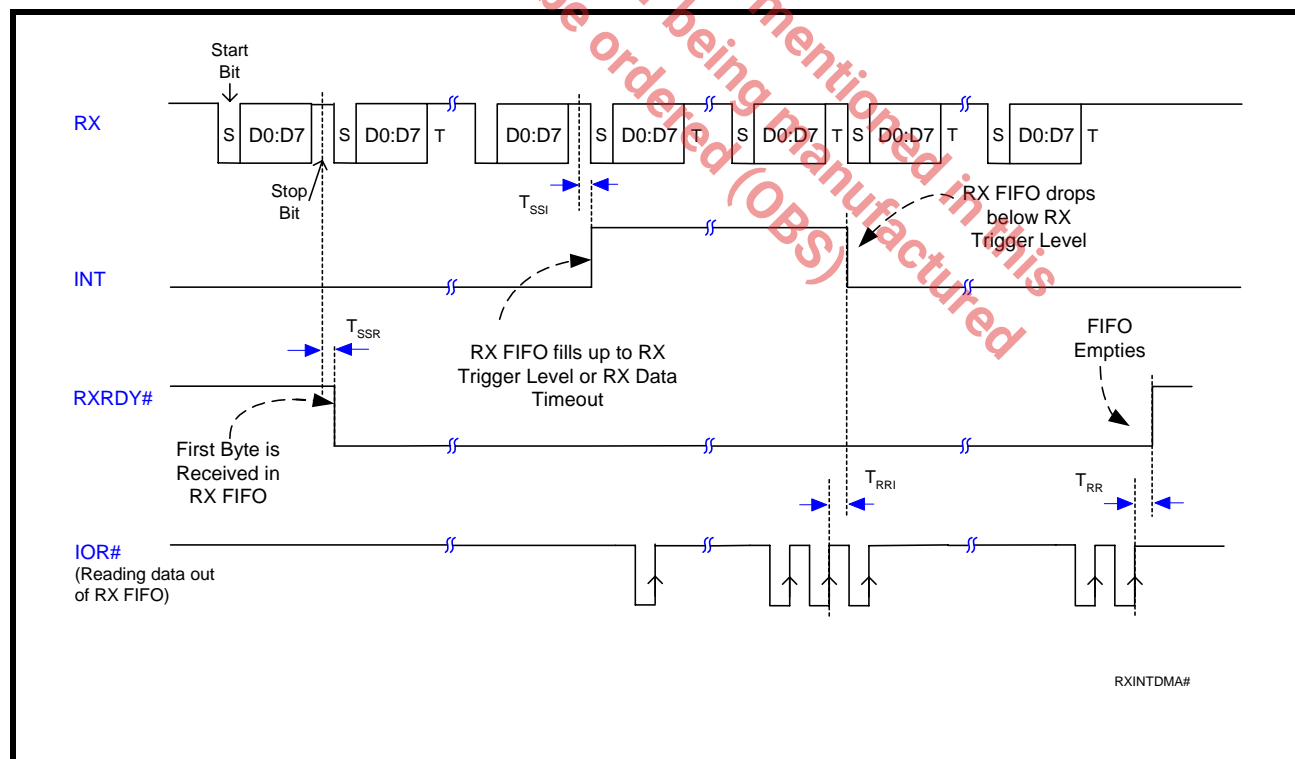 mentioned in this
being manufactured
be ordered (OBS)
Start
Bit
RX
S D0:D7 S D0:D7 T D0:D7 S D0:D7 T S D0:D7 T S D0:D7 T S D0:D7 T
Stop
Bit
TSSI
RX FIFO drops
below RX
Trigger Level
INT
TSSR
RX FIFO fills up to RX
Trigger Level or RX Data
Timeout
FIFO
Empties
RXRDY#
First Byte is
Received in
RX FIFO
TRRI
TRR
IOR#
(Reading data out
of RX FIFO)
RXINTDMA#